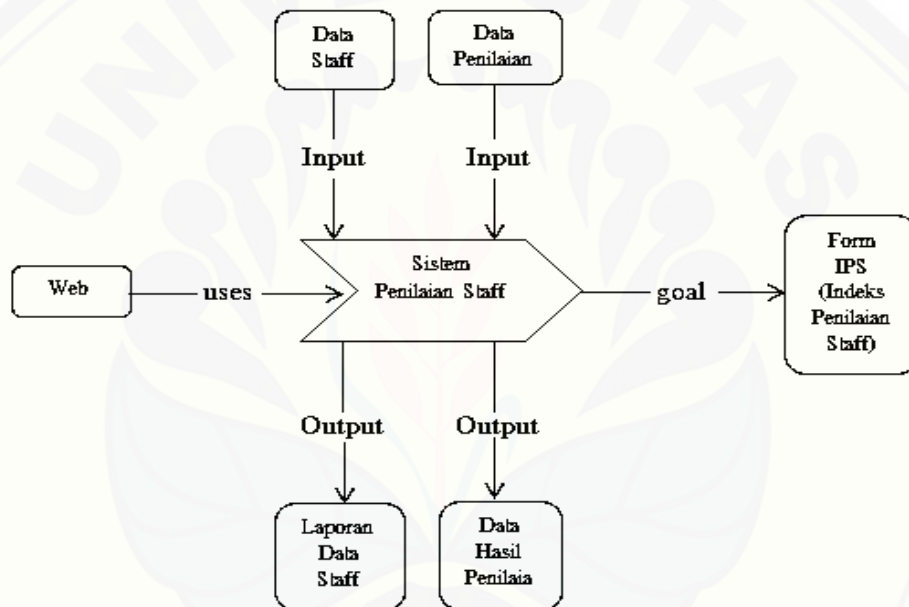 UNIVERSITAS
Data
Staff
Data
Penilaian
Input
Input
Web
uses
Sistem
Penilaian Staff
goal
Form
IPS
(Indeks
Penilaian
Staff)
Output
Output
Laporan
Data
Staff
Data
Hasil
Penilaia